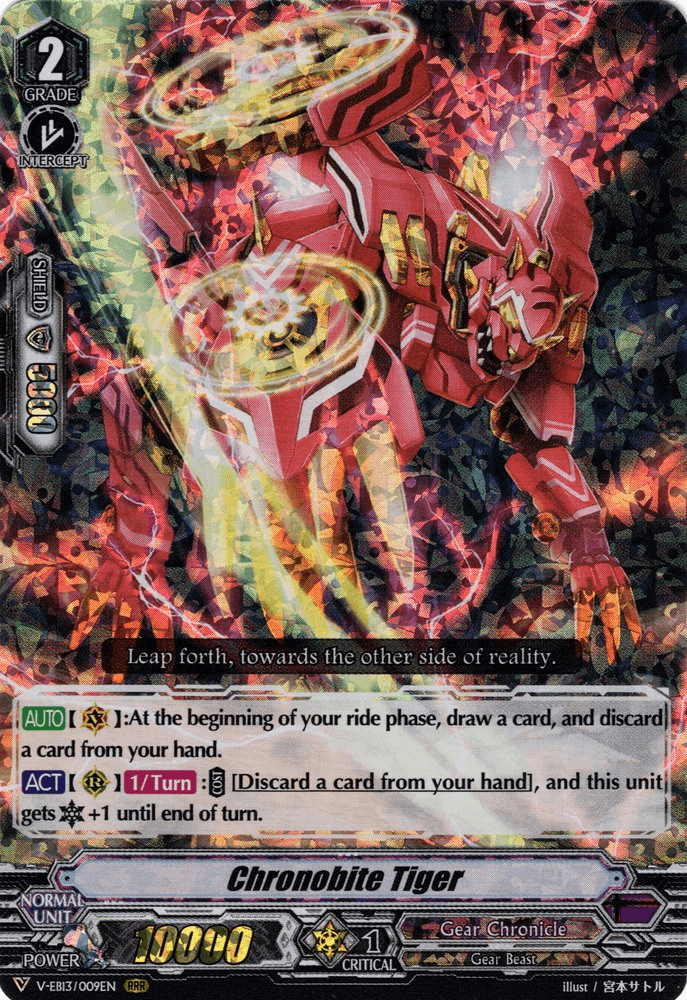 2
GRADE
INTERCEPT
SHIELD
5000
Leap forth, towards the other side of reality.
AUTO【V】:At the beginning of your ride phase, draw a card, and discard
a card from your hand.
ACT【R】1/Turn:COST [Discard a card from your hand], and this unit
gets +1 until end of turn.
Chronobite Tiger
NORMAL
UNIT
POWER
10000
1
CRITICAL
Gear Chronicle
Gear Beast
V-EB13/009EN RRR
illust / 宮本サトル